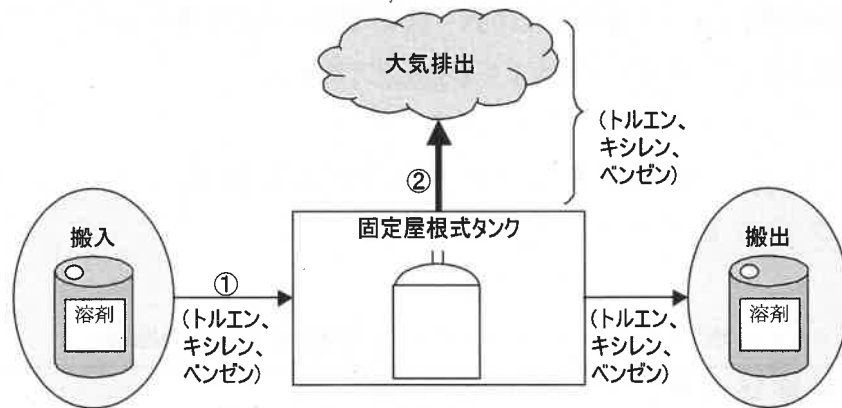 大気排出
(トルエン、
キシレン、
ベンゼン)
②
固定屋根式タンク
搬入
溶剤
①
(トルエン、
キシレン、
ベンゼン)
(トルエン、
キシレン、
ベンゼン)
搬出
溶剤